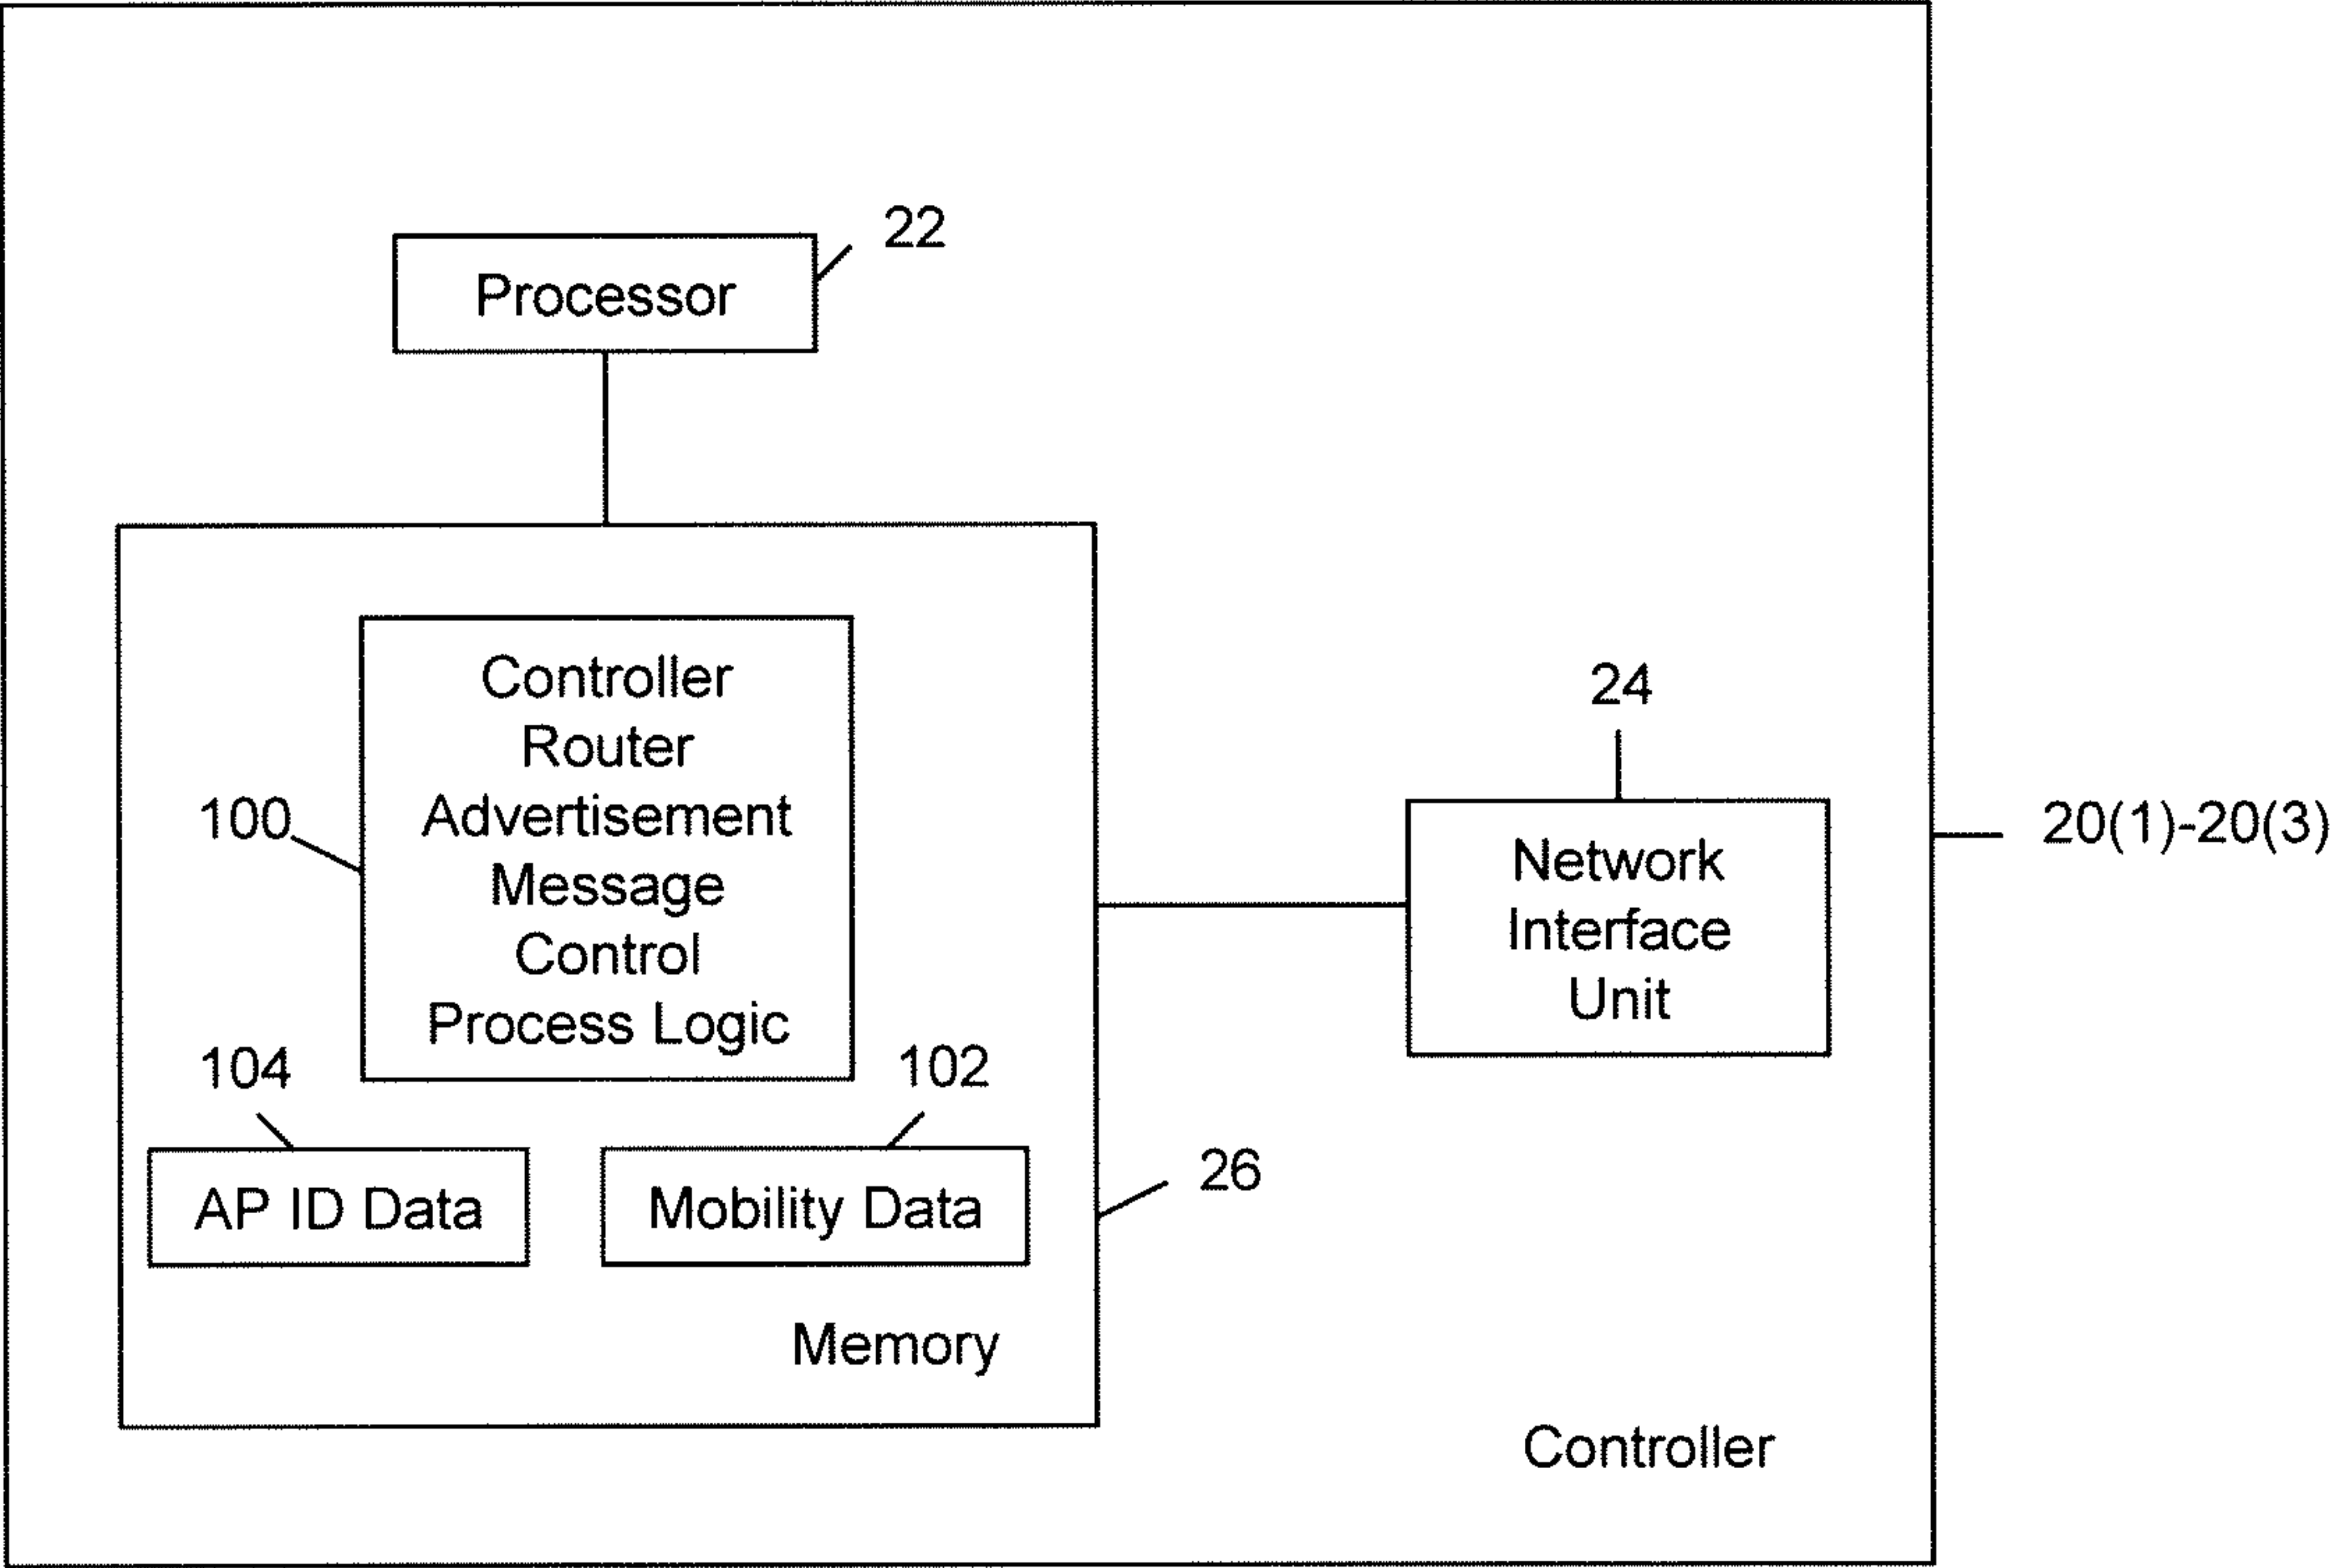 22
Processor
Controller
Router
Advertisement
Message
Control
Process Logic
100
104
102
AP ID Data
Mobility Data
26
Memory
24
Network
Interface
Unit
20(1)-20(3)
Controller